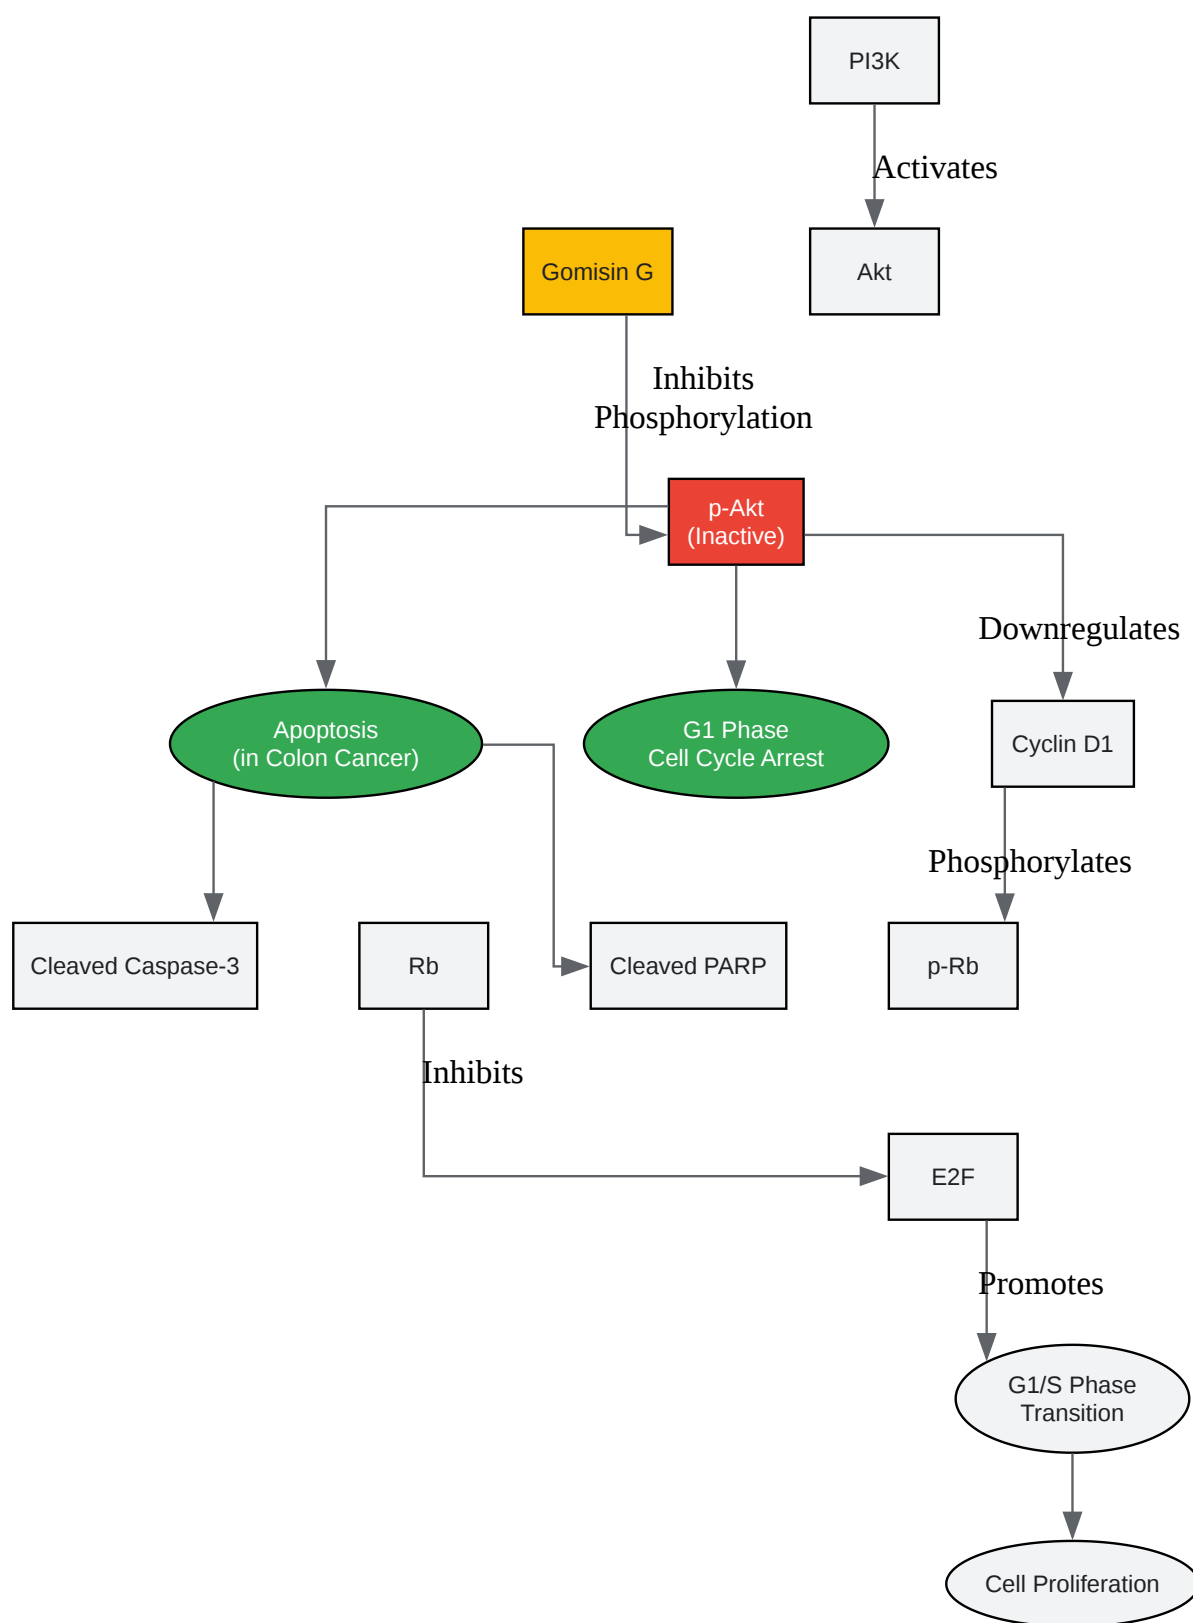 PI3K
Activates
Gomisin G
Akt
Inhibits
Phosphorylation
p-Akt
(Inactive)
Downregulates
Apoptosis
(in Colon Cancer)
G1 Phase
Cell Cycle Arrest
Cyclin D1
Phosphorylates
Cleaved Caspase-3
Rb
Cleaved PARP
p-Rb
Inhibits
E2F
Promotes
G1/S Phase
Transition
Cell Proliferation